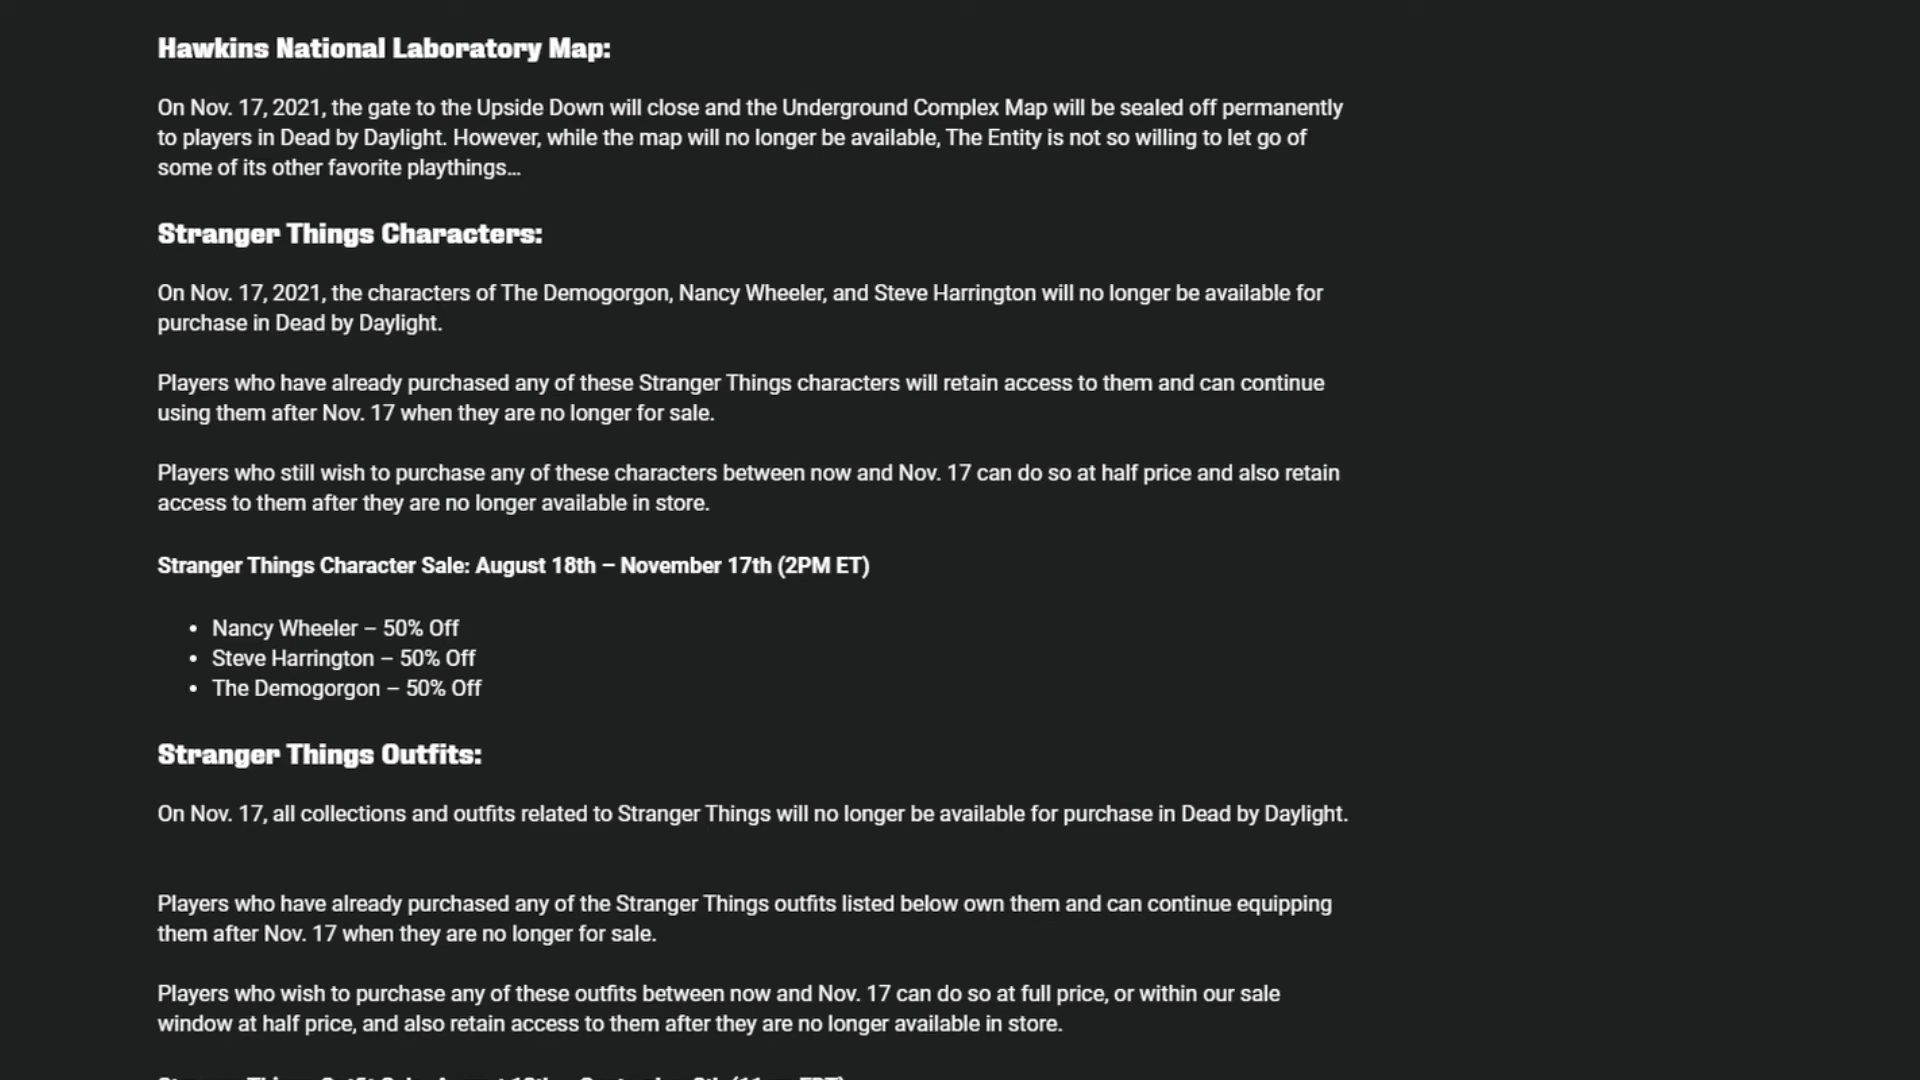 Hawkins National Laboratory Map:
On Nov. 17, 2021, the gate to the Upside Down will close and the Underground Complex Map will be sealed off permanently
to players in Dead by Daylight. However, while the map will no longer be available, The Entity is not so willing to let go of
some of its other favorite playthings...
Stranger Things Characters:
On Nov. 17, 2021, the characters of The Demogorgon, Nancy Wheeler, and Steve Harrington will no longer be available for
purchase in Dead by Daylight.
Players who have already purchased any of these Stranger Things characters will retain access to them and can continue
using them after Nov. 17 when they are no longer for sale.
Players who still wish to purchase any of these characters between now and Nov. 17 can do so at half price and also retain
access to them after they are no longer available in store.
Stranger Things Character Sale: August 18th – November 17th (2PM ET)
• Nancy Wheeler – 50% Off
• Steve Harrington – 50% Off
• The Demogorgon – 50% Off
Stranger Things Outfits:
On Nov. 17, all collections and outfits related to Stranger Things will no longer be available for purchase in Dead by Daylight.
Players who have already purchased any of the Stranger Things outfits listed below own them and can continue equipping
them after Nov. 17 when they are no longer for sale.
Players who wish to purchase any of these outfits between now and Nov. 17 can do so at full price, or within our sale
window at half price, and also retain access to them after they are no longer available in store.